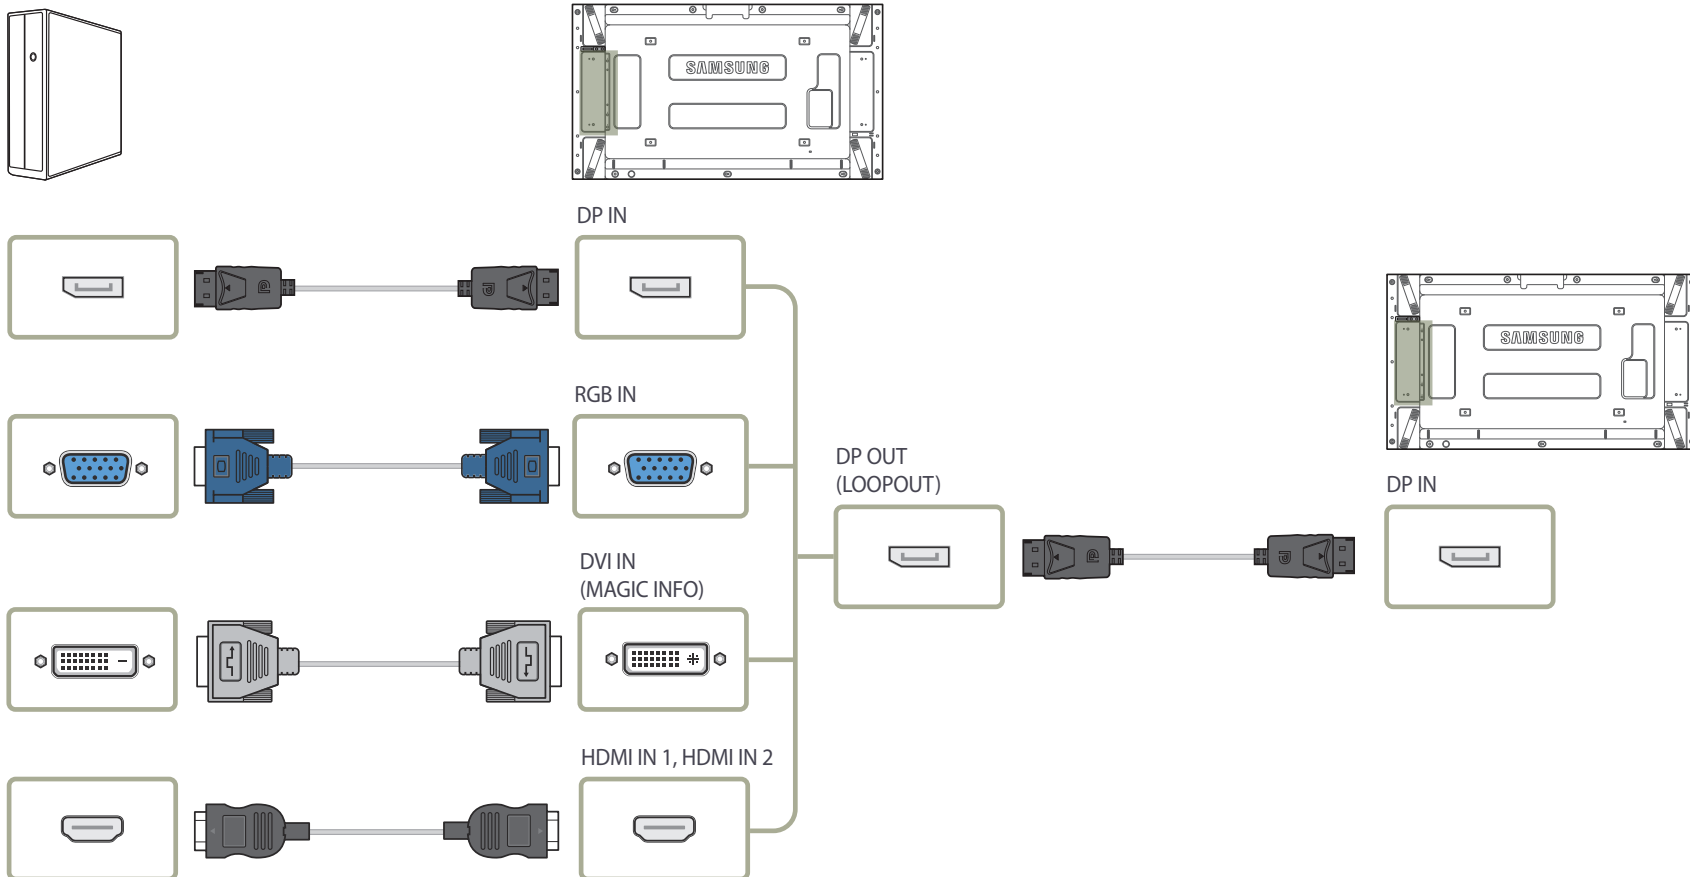 SAMSUNG
DP IN
RGB IN
DVI IN
(MAGIC INFO)
HDMI IN 1, HDMI IN 2
DP OUT
(LOOPOUT)
SAMSUNG
DP IN